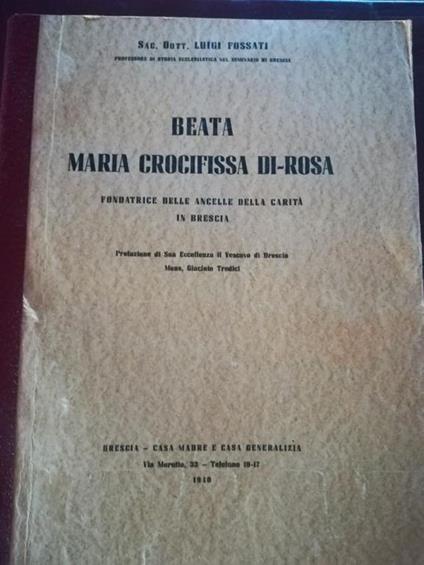 SAC. DOTT. LUIGI FOSSATI
PROFESSORE DI STORIA ECCLESIASTICA NEL SEMINARIO DI BRESCIA
BEATA
MARIA CROCIFISSA DI-ROSA
FONDATRICE DELLE ANCELLE DELLA CARITÀ
IN BRESCIA
Prefazione di Sua Eccellenza il Vescovo di Brescia
Mons. Giacinto Tredici
BRESCIA - CASA MADRE E CASA GENERALIZIA
Via Moretto, 33 - Telefono 19-17
1940